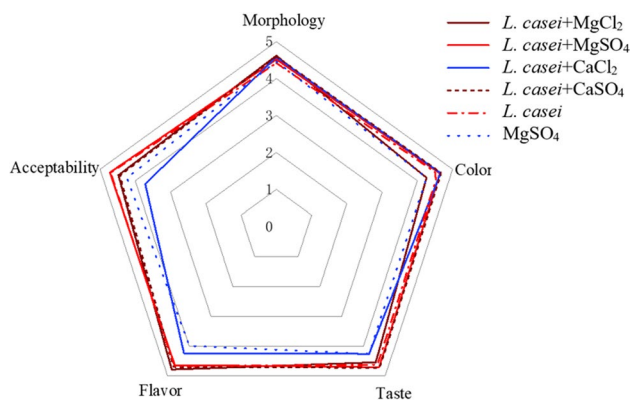 Morphology
5
4
3
2
1
0
Color
Taste
Flavor
Acceptability
L. casei+MgCl₂
L. casei+MgSO₄
L. casei+CaCl₂
L. casei+CaSO₄
L. casei
MgSO₄